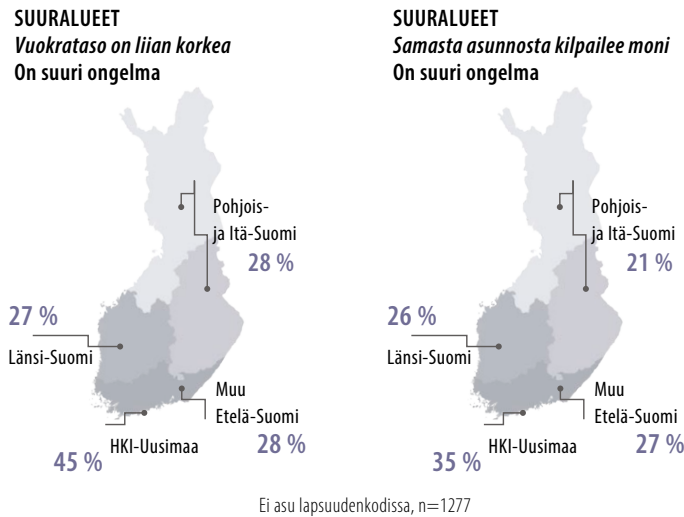 SUURALUEET
Vuokrataso on liian korkea
On suuri ongelma
Pohjois-
ja Itä-Suomi
28 %
27 %
Länsi-Suomi
Muu
Etelä-Suomi
28 %
HKI-Uusimaa
45 %
SUURALUEET
Samasta asunnosta kilpailee moni
On suuri ongelma
Pohjois-
ja Itä-Suomi
21 %
26 %
Länsi-Suomi
Muu
Etelä-Suomi
27 %
HKI-Uusimaa
35 %
Ei asu lapsuudenkodissa, n=1277